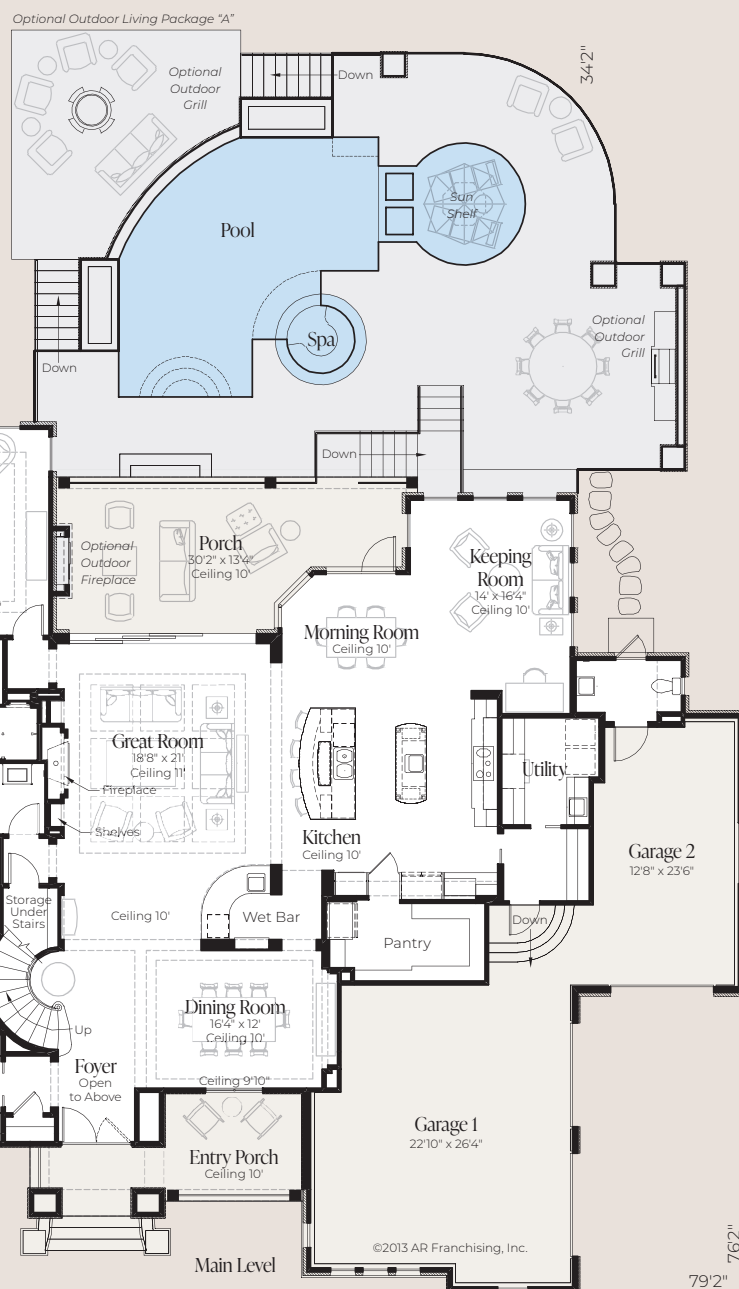 Optional Outdoor Living Package “A”
34'2"
Optional
Outdoor
Grill
Down
Pool
Sun
Shelf
Spa
Optional
Outdoor
Grill
Down
Down
Optional
Outdoor
Fireplace
Porch
30'2" x 13'4"
Ceiling 10'
Keeping
Room
14' x 16'4"
Ceiling 10'
Morning Room
Ceiling 10'
Great Room
18'8" x 21'
Ceiling 11'
Fireplace
Shelves
Utility
Kitchen
Ceiling 10'
Garage 2
12'8" x 23'6"
Storage
Under
Stairs
Ceiling 10'
Wet Bar
Pantry
Down
Dining Room
16'4" x 12'
Ceiling 10'
Up
Foyer
Open
to Above
Ceiling 9'10"
Garage 1
22'10" x 26'4"
Entry Porch
Ceiling 10'
©2013 AR Franchising, Inc.
Main Level
76'2"
79'2"